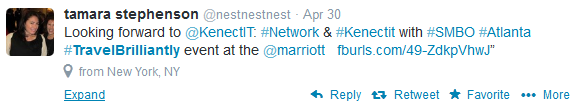 tamara stephenson @nestnestnest · Apr 30
Looking forward to @KenectIT: #Network & #Kenectit with #SMBO #Atlanta
#TravelBrilliantly event at the @marriott fburls.com/49-ZdkpVhwJ”
from New York, NY
Expand Reply Retweet Favorite More